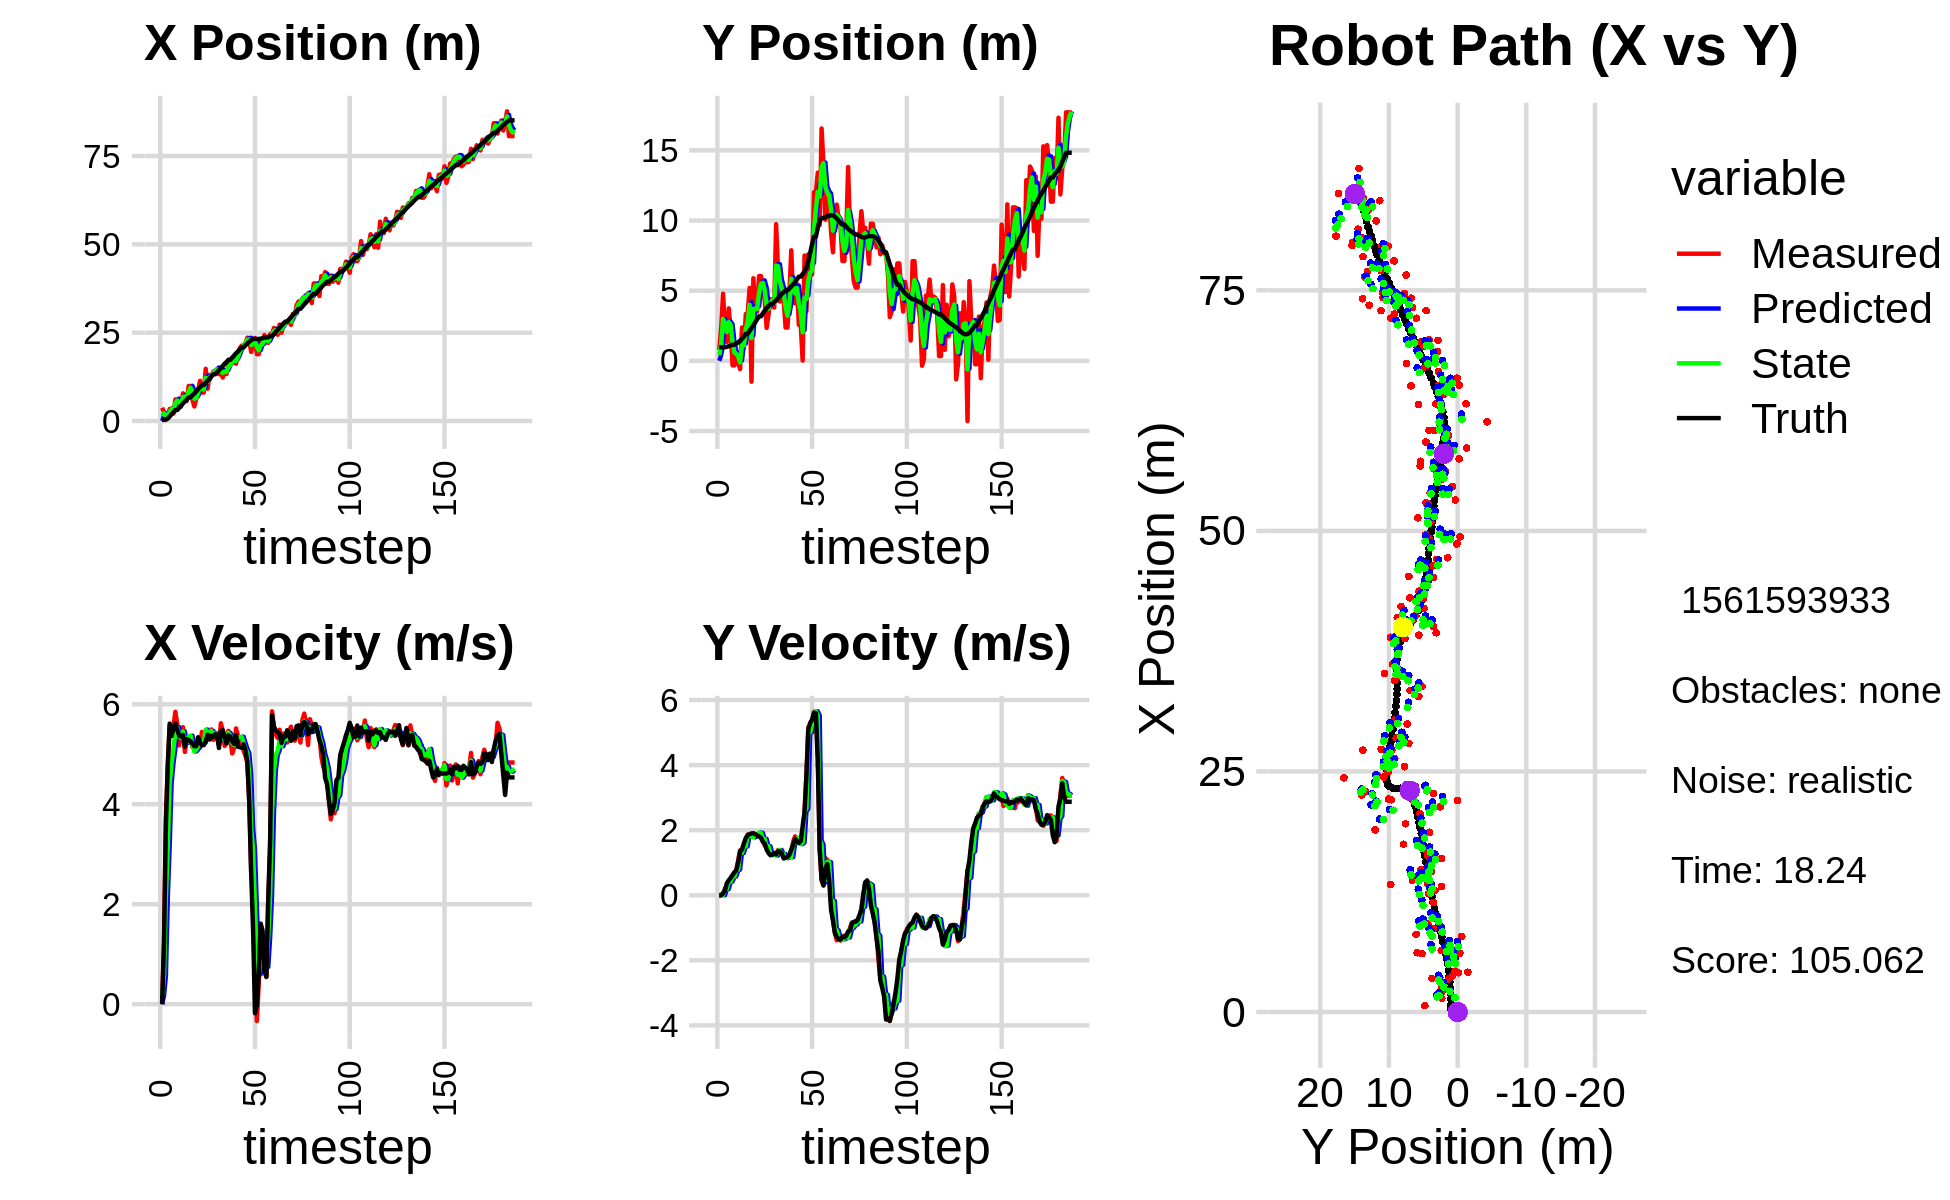 X Position (m)
75
50
25
0
0
50
100
150
timestep
Y Position (m)
15
10
5
0
-5
0
50
100
150
timestep
X Velocity (m/s)
6
4
2
0
0
50
100
150
timestep
Y Velocity (m/s)
6
4
2
0
-2
-4
0
50
100
150
timestep
Robot Path (X vs Y)
X Position (m)
75
50
25
0
20 10 0 -10 -20
Y Position (m)
variable
Measured
Predicted
State
Truth
1561593933
Obstacles: none
Noise: realistic
Time: 18.24
Score: 105.062